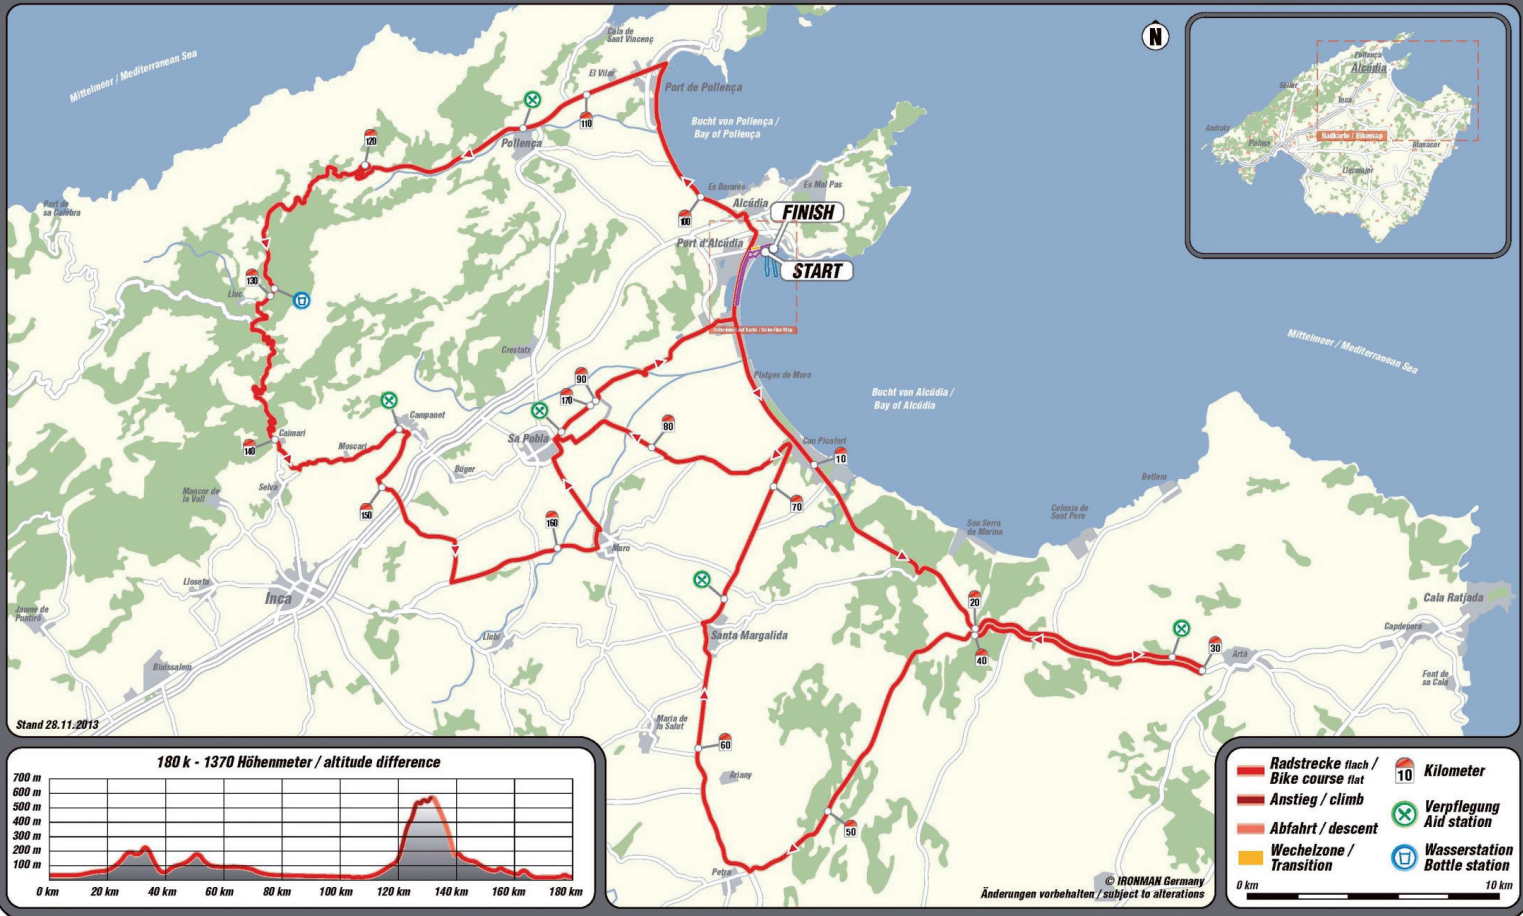 Mittelmeer / Mediterranean Sea
Cala de
Sant Vincenç
El Vilar
Port de Pollença
Bucht von Pollença /
Bay of Pollença
110
120
Pollença
Port de
sa Calobra
Es Barares
Es Mal Pas
Alcúdia
100
FINISH
Port d'Alcúdia
START
130
Lluc
Crestatx
Platges de Muro
Bucht von Alcúdia /
Bay of Alcúdia
Mittelmeer / Mediterranean Sea
90
170
80
Campanet
Sa Pobla
Can Picafort
10
140
Caimari
Moscari
Búger
Selva
Mancor de
la Vall
150
160
70
Muro
Betlem
Colonia de
Sant Pere
Son Serra
de Marina
Lloseta
Inca
Jaume de
Llubí
Santa Margalida
20
40
30
Artà
Capdepera
Cala Ratjada
Font de
sa Cala
Binissalem
Maria de
la Salut
60
Ariany
50
Petra
Stand 28.11.2013
N
Pollença
Alcúdia
Sóller
Inca
Andratx
Palma
Radkarte / Bikemap
Manacor
Llucmajor
180 k - 1370 Höhenmeter / altitude difference
700 m
600 m
500 m
400 m
300 m
200 m
100 m
0 km 20 km 40 km 60 km 80 km 100 km 120 km 140 km 160 km 180 km
© IRONMAN Germany
Änderungen vorbehalten / subject to alterations
Radstrecke flach /
Bike course flat
Anstieg / climb
Abfahrt / descent
Wechelzone /
Transition
10
Kilometer
Verpflegung
Aid station
Wasserstation
Bottle station
0 km 10 km